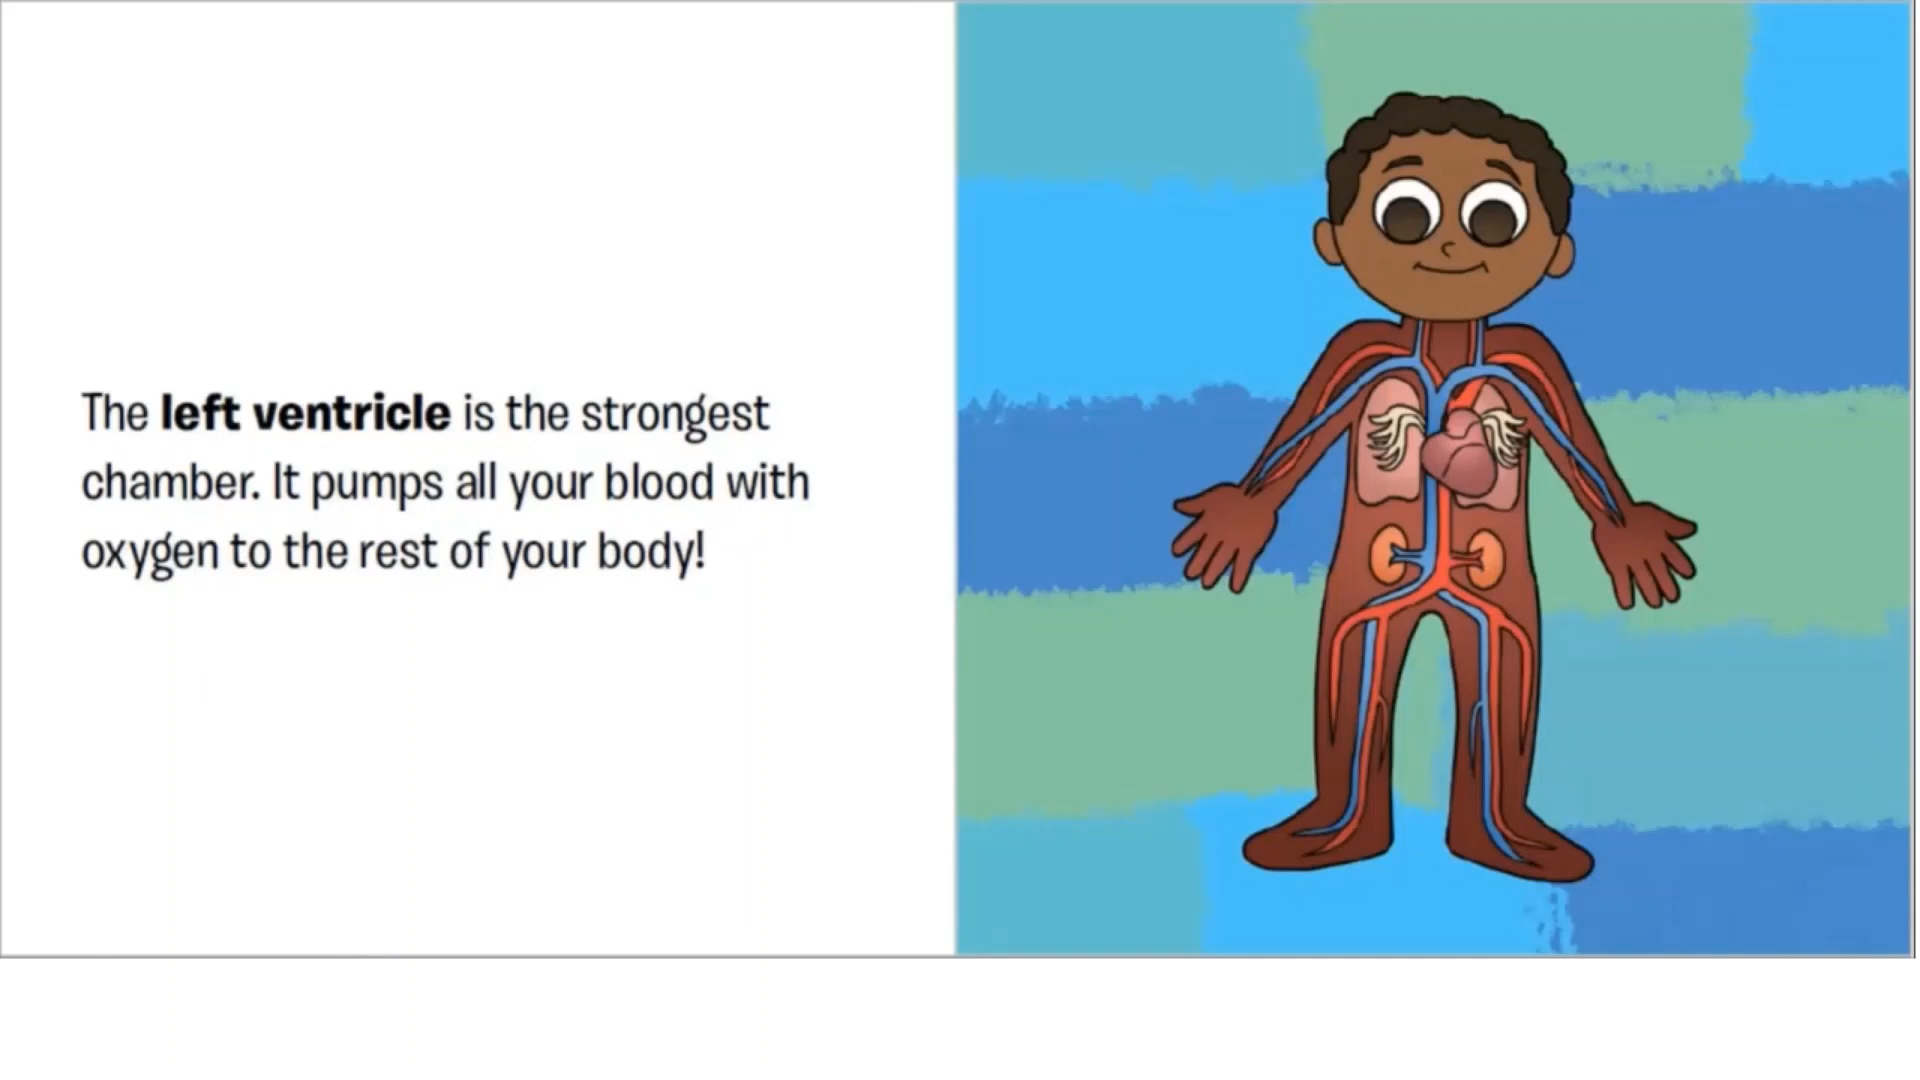 The left ventricle is the strongest
chamber. It pumps all your blood with
oxygen to the rest of your body!